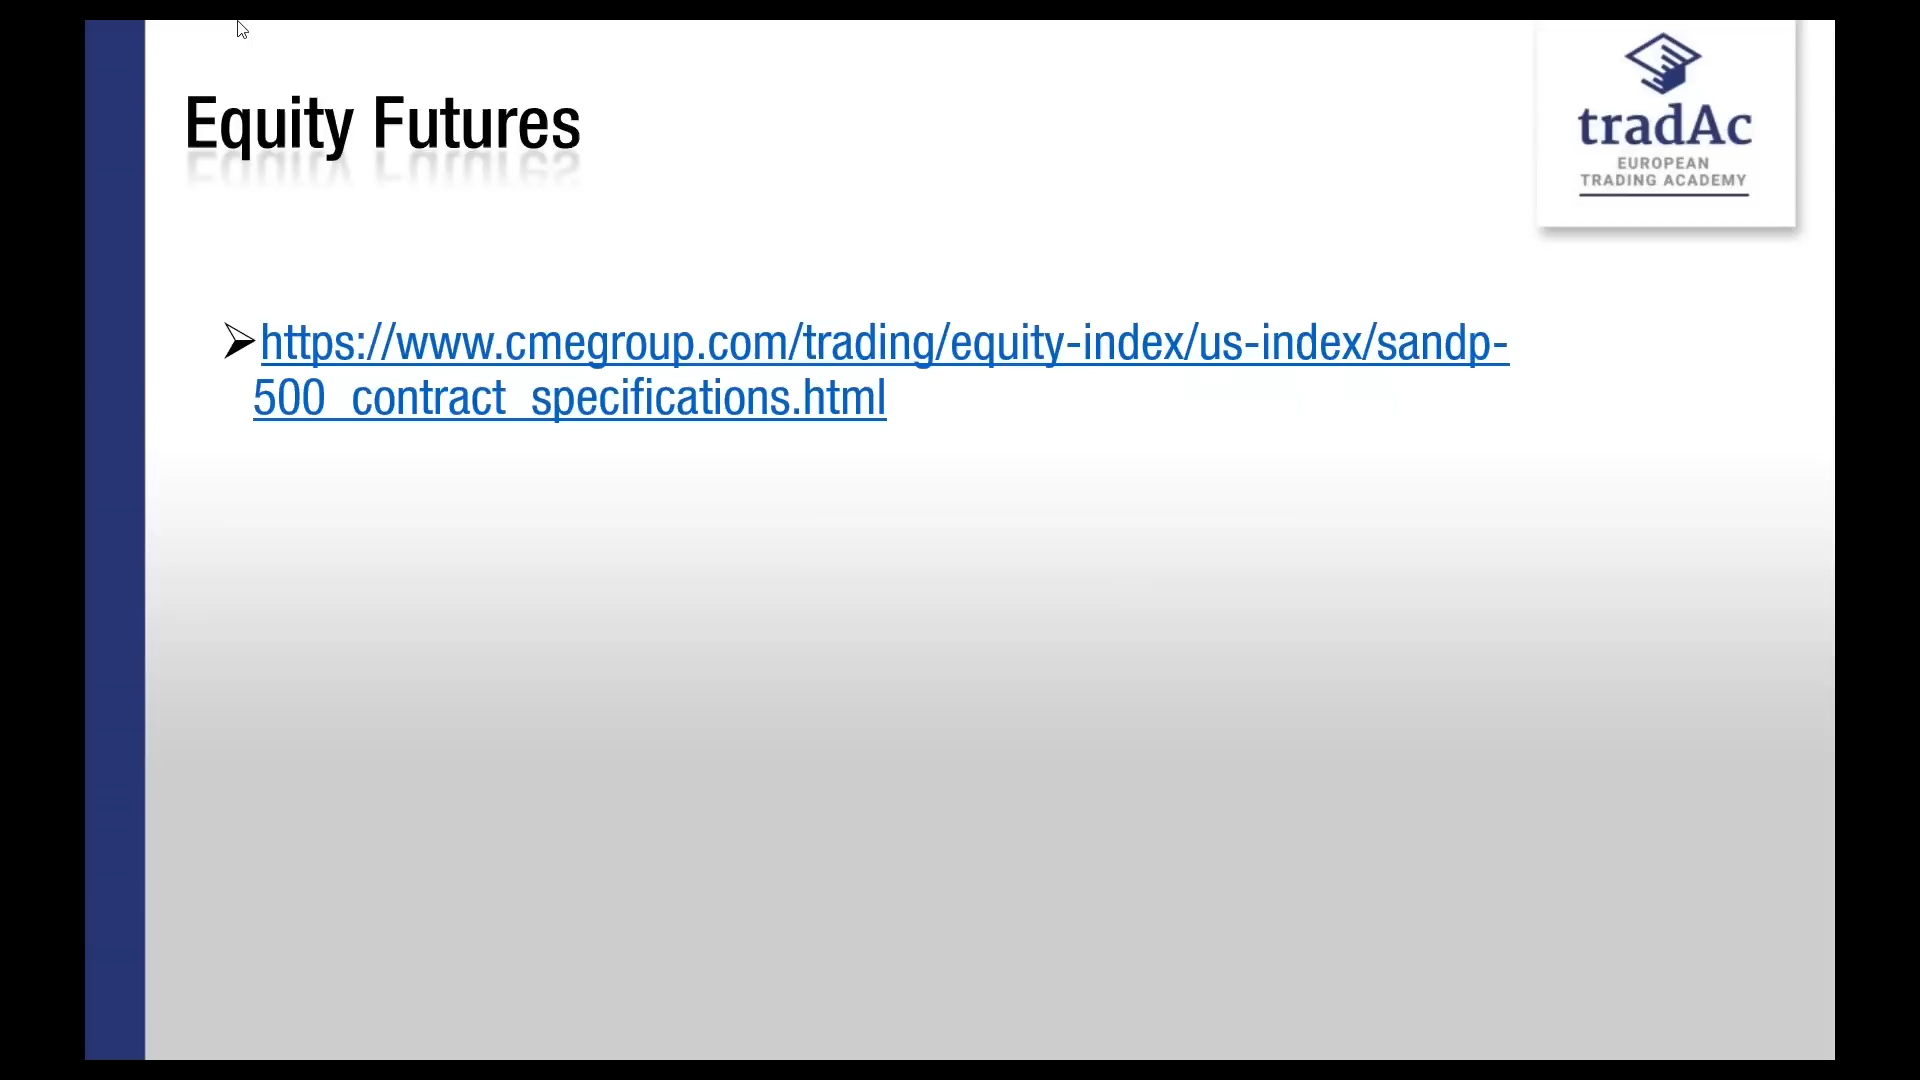 Equity Futures
tradAc
EUROPEAN
TRADING ACADEMY
https://www.cmegroup.com/trading/equity-index/us-index/sandp-
500_contract_specifications.html